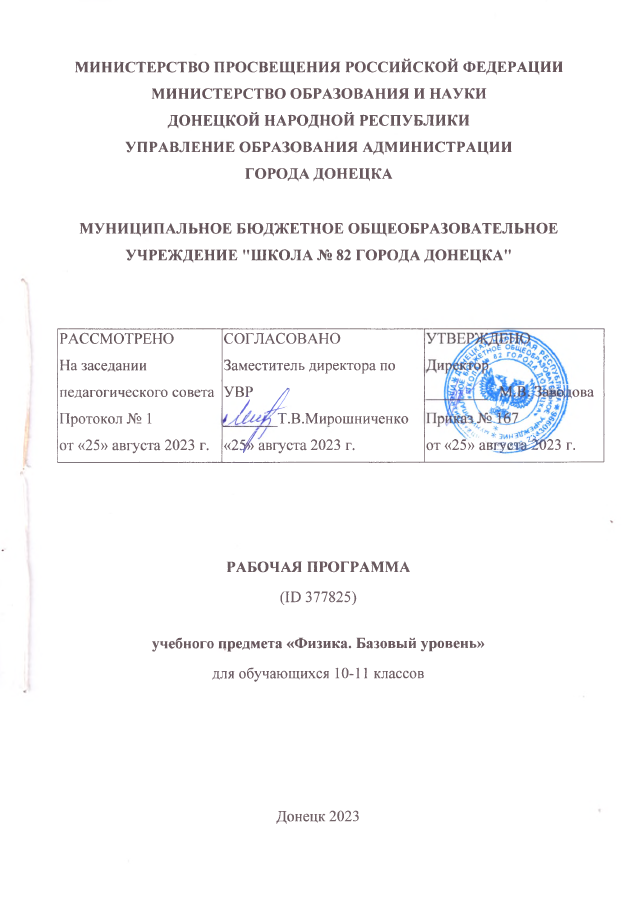 МИНИСТЕРСТВО ПРОСВЕЩЕНИЯ РОССИЙСКОЙ ФЕДЕРАЦИИ
МИНИСТЕРСТВО ОБРАЗОВАНИЯ И НАУКИ
ДОНЕЦКОЙ НАРОДНОЙ РЕСПУБЛИКИ
УПРАВЛЕНИЕ ОБРАЗОВАНИЯ АДМИНИСТРАЦИИ
ГОРОДА ДОНЕЦКА
МУНИЦИПАЛЬНОЕ БЮДЖЕТНОЕ ОБЩЕОБРАЗОВАТЕЛЬНОЕ
УЧРЕЖДЕНИЕ "ШКОЛА № 82 ГОРОДА ДОНЕЦКА"
РАССМОТРЕНО
На заседании
педагогического совета
Протокол № 1
от «25» августа 2023 г.
СОГЛАСОВАНО
Заместитель директора по
УВР
Т.В.Мирошниченко
«25» августа 2023 г.
УТВЕРЖДЕНО
Директор
М.В. Заводова
Приказ № 167
от «25» августа 2023 г.
РАБОЧАЯ ПРОГРАММА
(ID 377825)
учебного предмета «Физика. Базовый уровень»
для обучающихся 10-11 классов
Донецк 2023